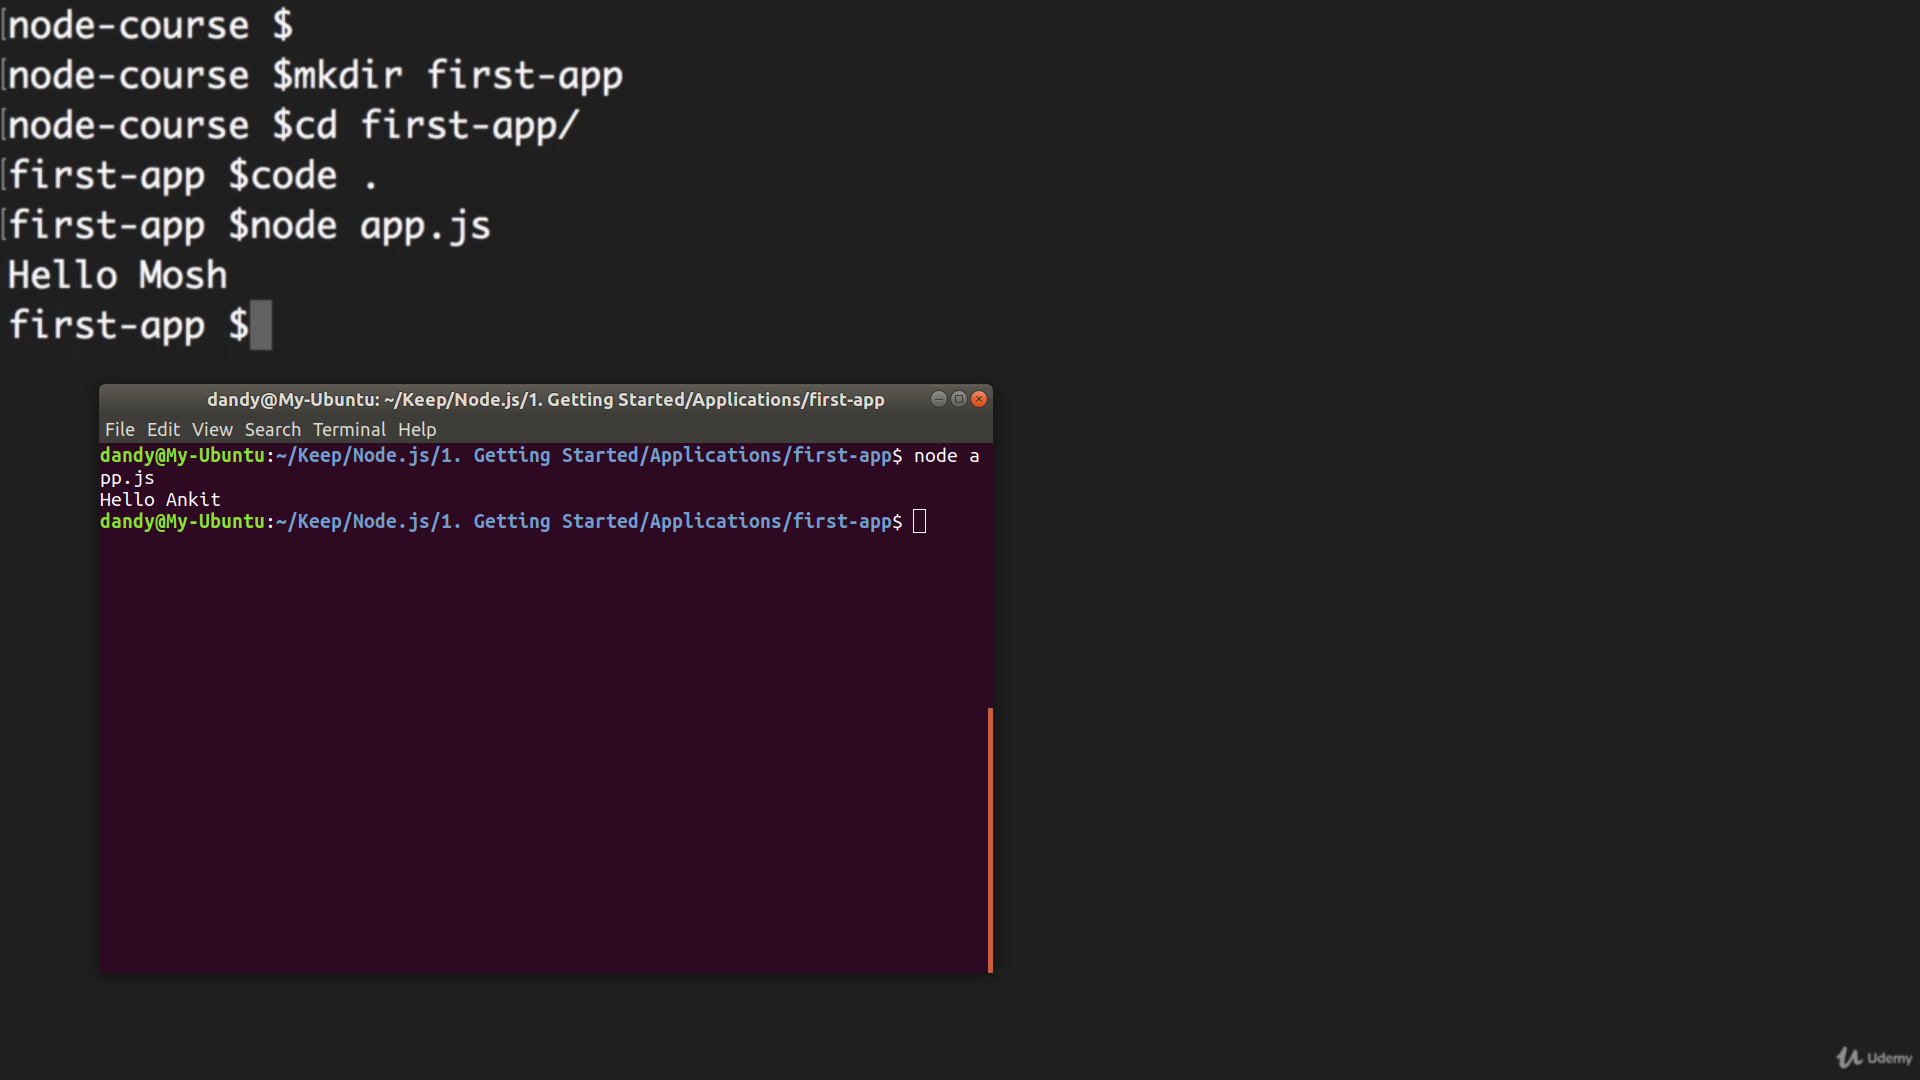 node-course $
node-course $mkdir first-app
node-course $cd first-app/
first-app $code .
first-app $node app.js
Hello Mosh
first-app $
dandy@My-Ubuntu: ~/Keep/Node.js/1. Getting Started/Applications/first-app
File Edit View Search Terminal Help
dandy@My-Ubuntu:~/Keep/Node.js/1. Getting Started/Applications/first-app$ node a
pp.js
Hello Ankit
dandy@My-Ubuntu:~/Keep/Node.js/1. Getting Started/Applications/first-app$
Udemy